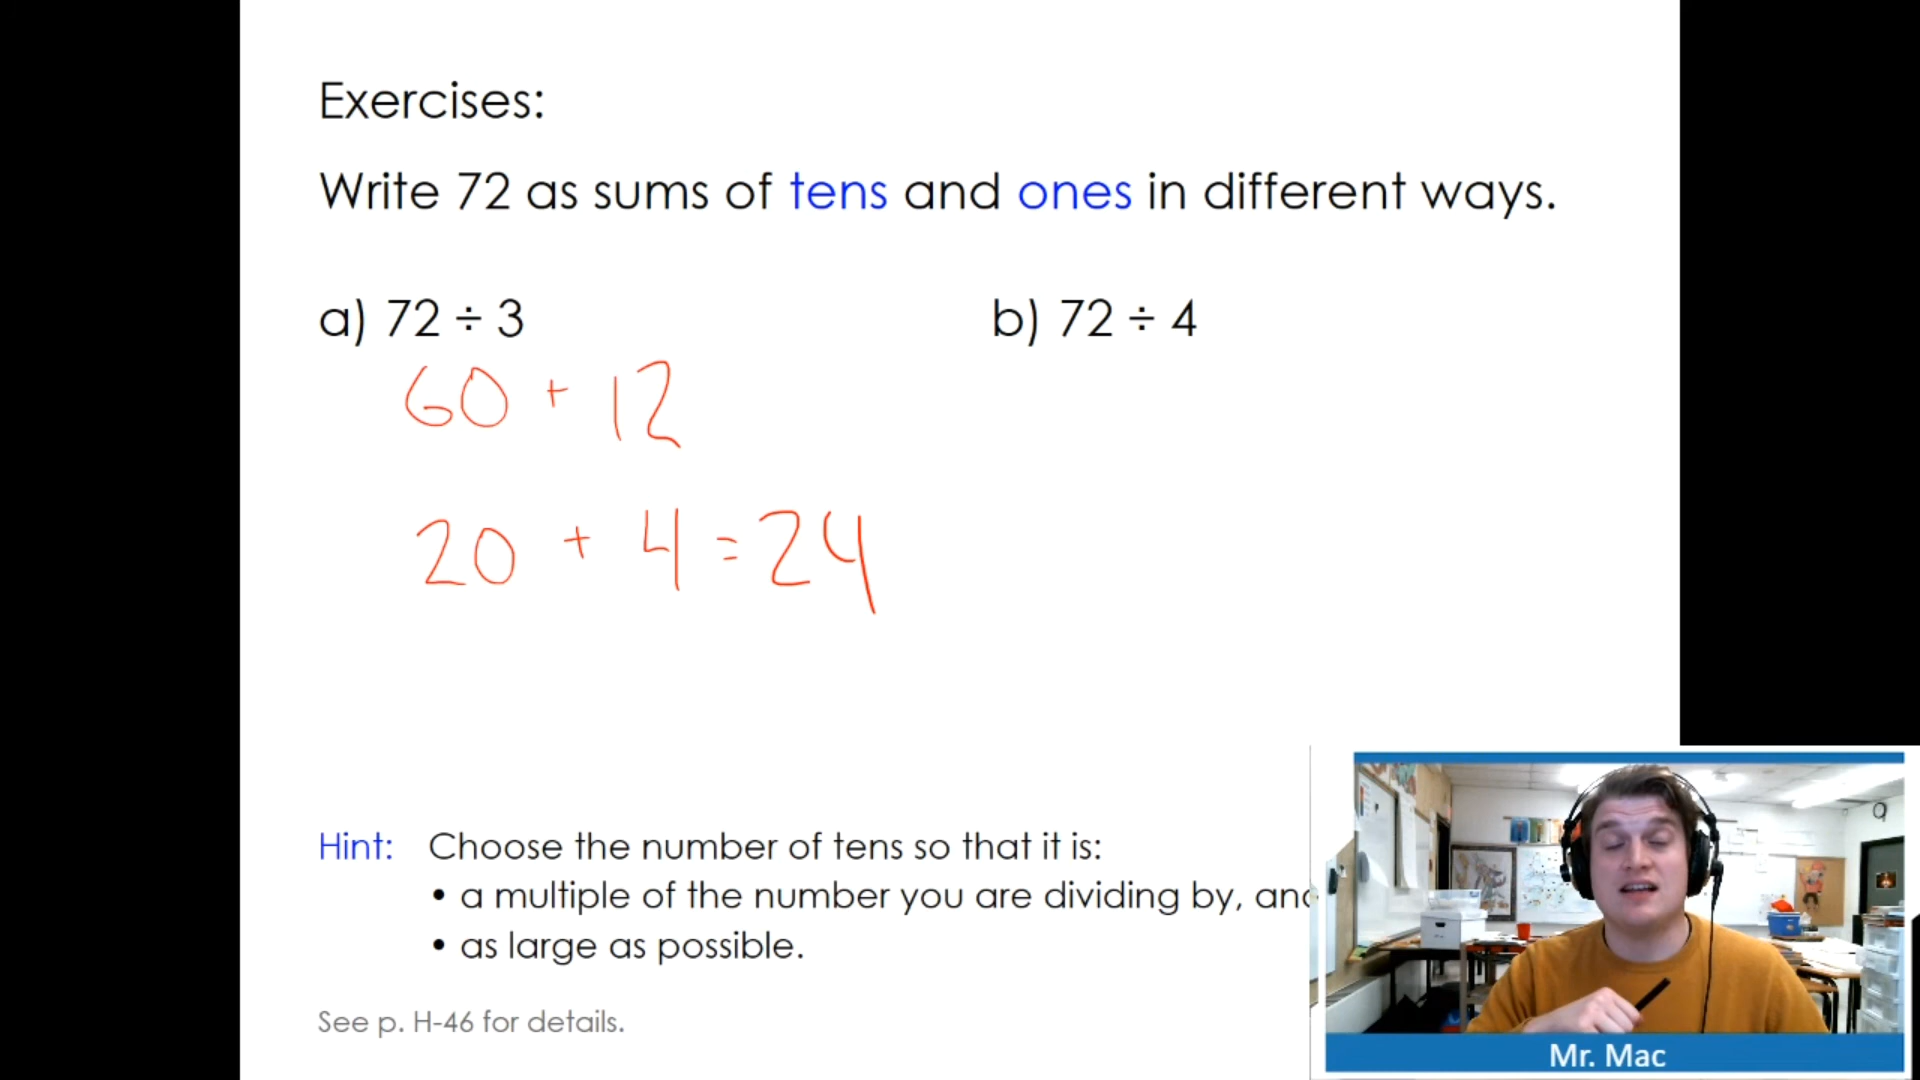 Exercises:
Write 72 as sums of tens and ones in different ways.
a) 72 ÷ 3
b) 72 ÷ 4
60 + 12
20 + 4 = 24
Hint: Choose the number of tens so that it is:
• a multiple of the number you are dividing by, and
• as large as possible.
See p. H-46 for details.
Mr. Mac